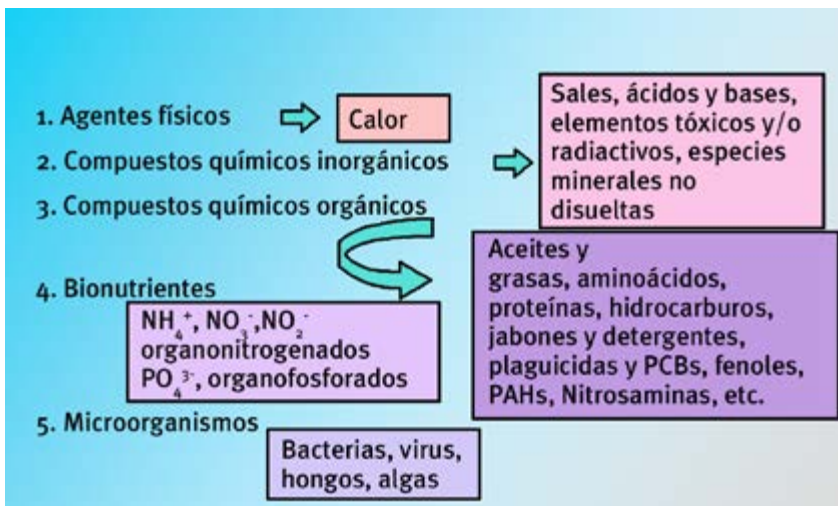 1. Agentes físicos
Calor
2. Compuestos químicos inorgánicos
Sales, ácidos y bases,
elementos tóxicos y/o
radiactivos, especies
minerales no
disueltas
3. Compuestos químicos orgánicos
Aceites y
grasas, aminoácidos,
proteínas, hidrocarburos,
jabones y detergentes,
plaguicidas y PCBs, fenoles,
PAHs, Nitrosaminas, etc.
4. Bionutrientes
NH₄⁺, NO₃⁻,NO₂⁻
organonitrogenados
PO₄³⁻, organofosforados
5. Microorganismos
Bacterias, virus,
hongos, algas